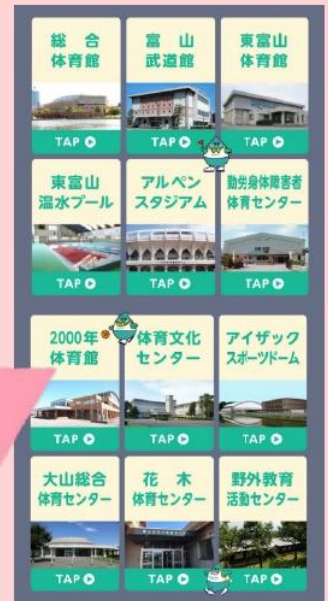 総合
体育館
TAP
富山
武道館
TAP
東富山
体育館
TAP
東富山
温水プール
TAP
アルペン
スタジアム
TAP
勤労身体障害者
体育センター
TAP
2000年
体育館
TAP
体育文化
センター
TAP
アイザック
スポーツドーム
TAP
大山総合
体育センター
TAP
花木
体育センター
TAP
野外教育
活動センター
TAP